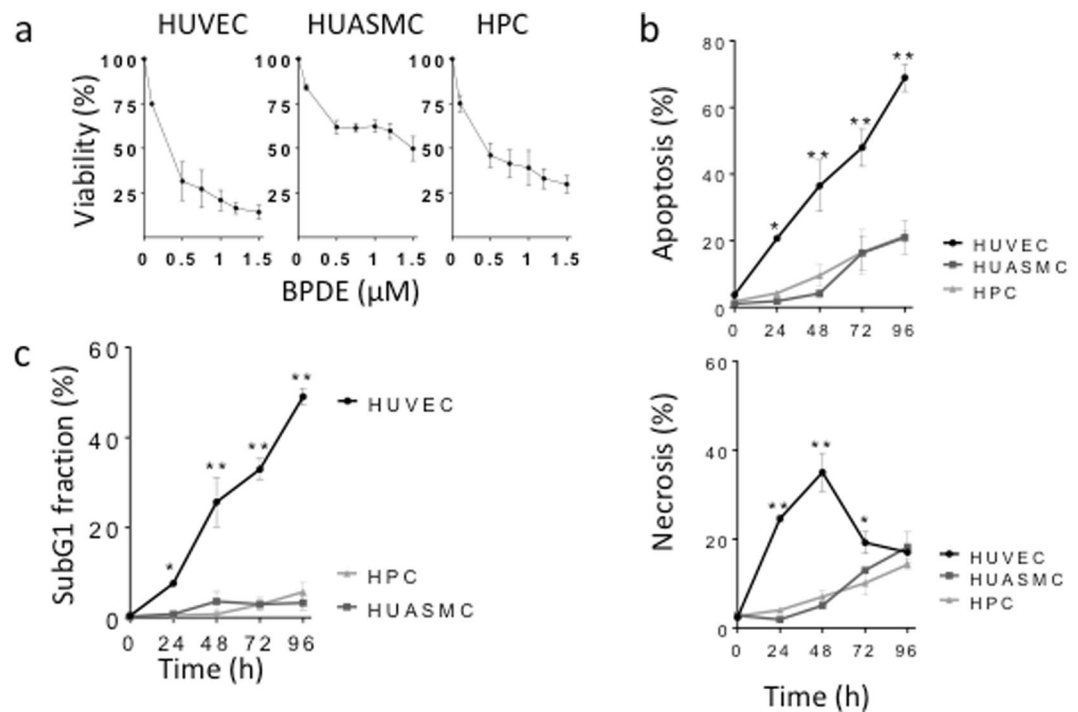 a
HUVEC
HUASMC
HPC
Viability (%)
100
75
50
25
0 0.5 1 1.5
100
75
50
25
0 0.5 1 1.5
100
75
50
25
0 0.5 1 1.5
BPDE (µM)
b
Apoptosis (%)
80
60
40
20
0
* ** ** **
0 24 48 72 96
HUVEC
HUASMC
HPC
c
SubG1 fraction (%)
60
40
20
0
* ** ** **
0 24 48 72 96
Time (h)
HUVEC
HPC
HUASMC
Necrosis (%)
60
40
20
0
** ** *
0 24 48 72 96
HUVEC
HUASMC
HPC
Time (h)